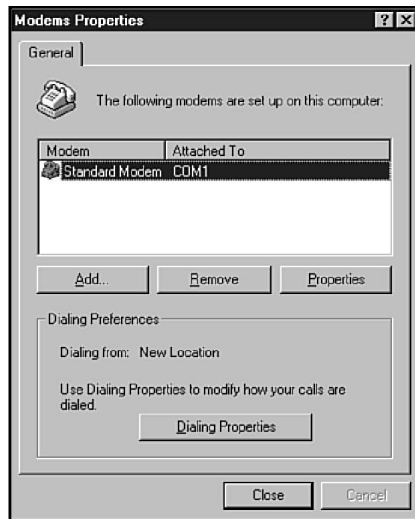 Modems Properties
General
The following modems are set up on this computer:
Modem Attached To
Standard Modem COM1
Add... Remove Properties
Dialing Preferences
Dialing from: New Location
Use Dialing Properties to modify how your calls are
dialed.
Dialing Properties
Close Cancel